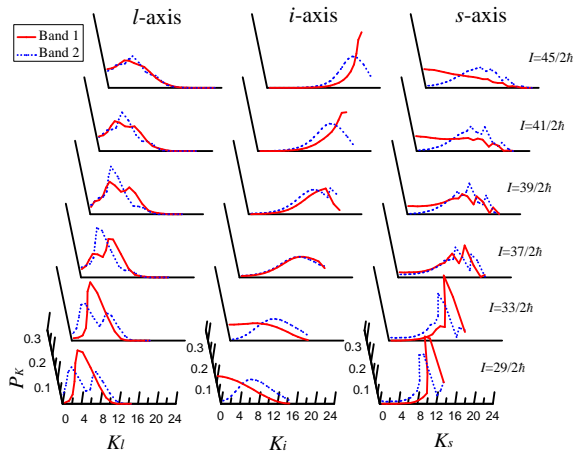 l-axis i-axis s-axis
Band 1
Band 2
I=45/2ħ
I=41/2ħ
I=39/2ħ
I=37/2ħ
I=33/2ħ
I=29/2ħ
0.3 0.3 0.3
0.2 0.2 0.2
0.1 0.1 0.1
P_K
0 4 8 12 16 20 24 0 4 8 12 16 20 24 0 4 8 12 16 20 24
K_l K_i K_s